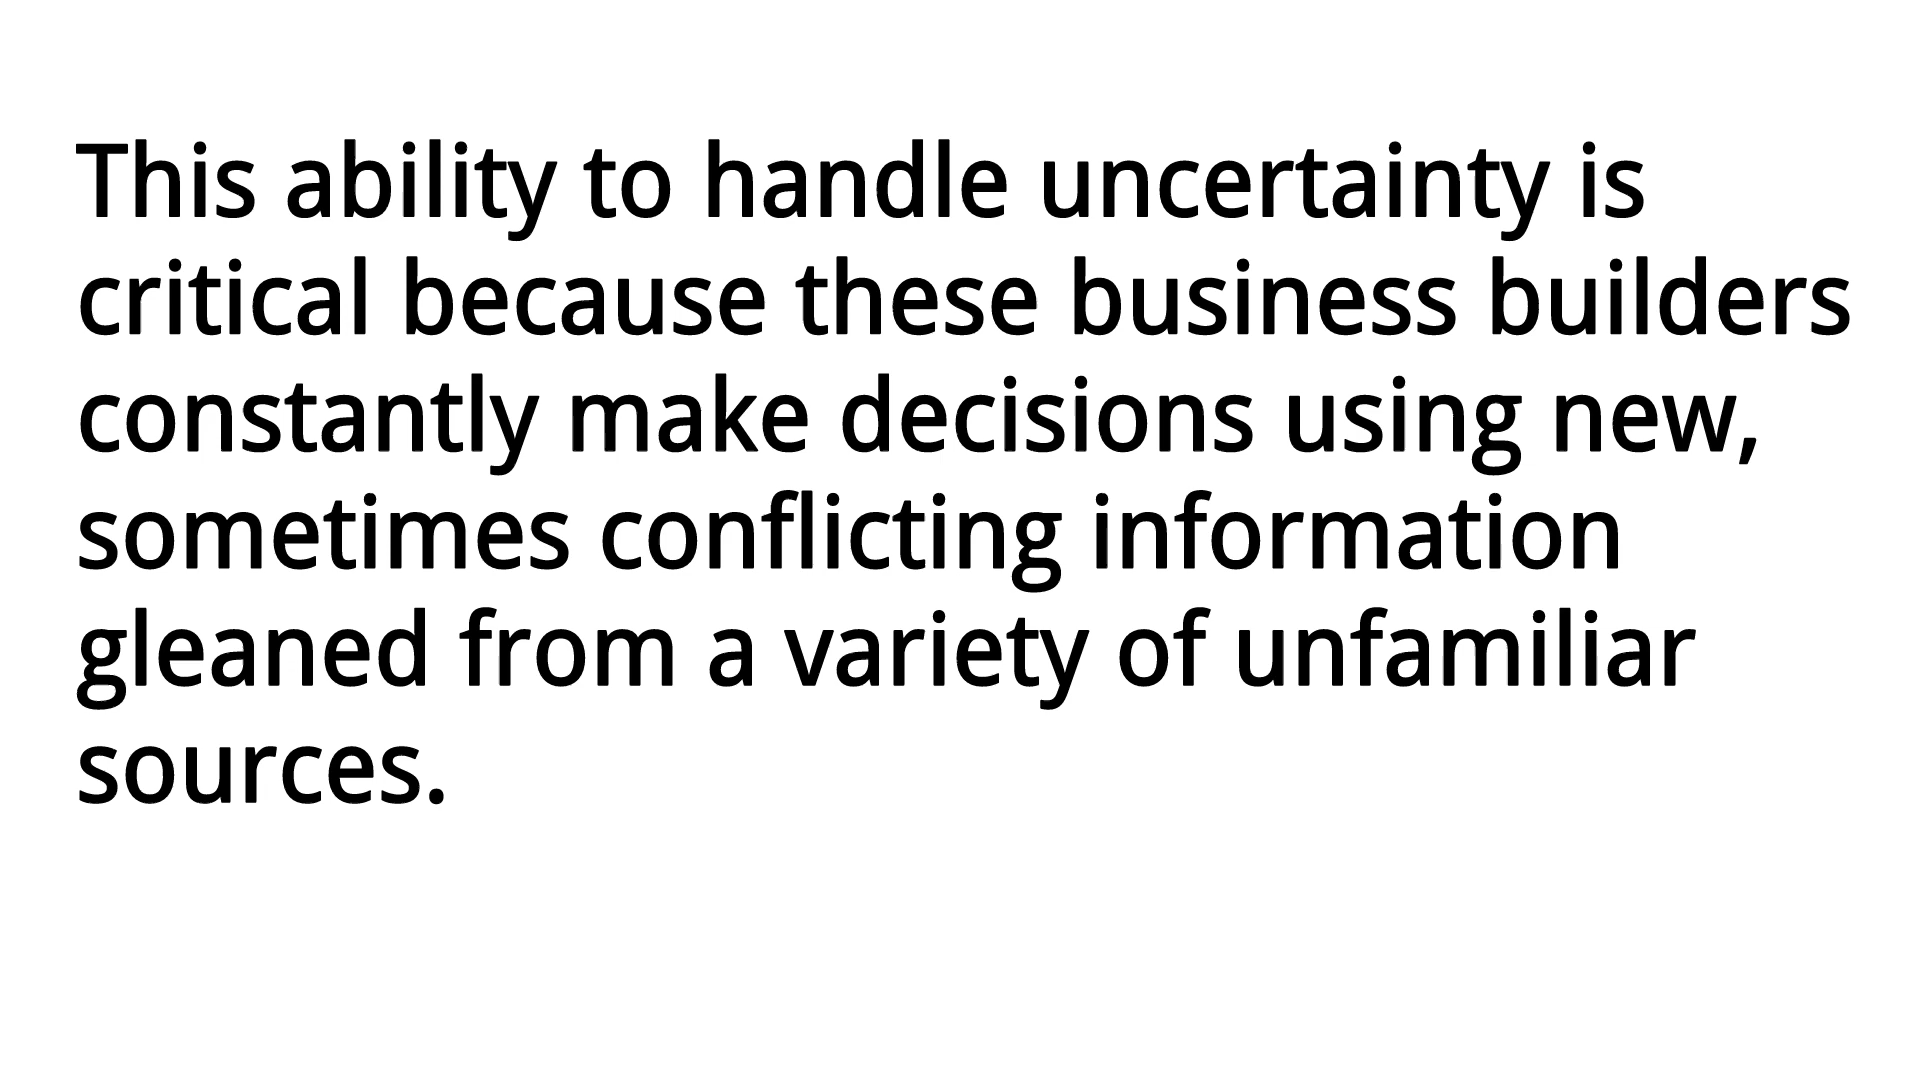 This ability to handle uncertainty is
critical because these business builders
constantly make decisions using new,
sometimes conflicting information
gleaned from a variety of unfamiliar
sources.